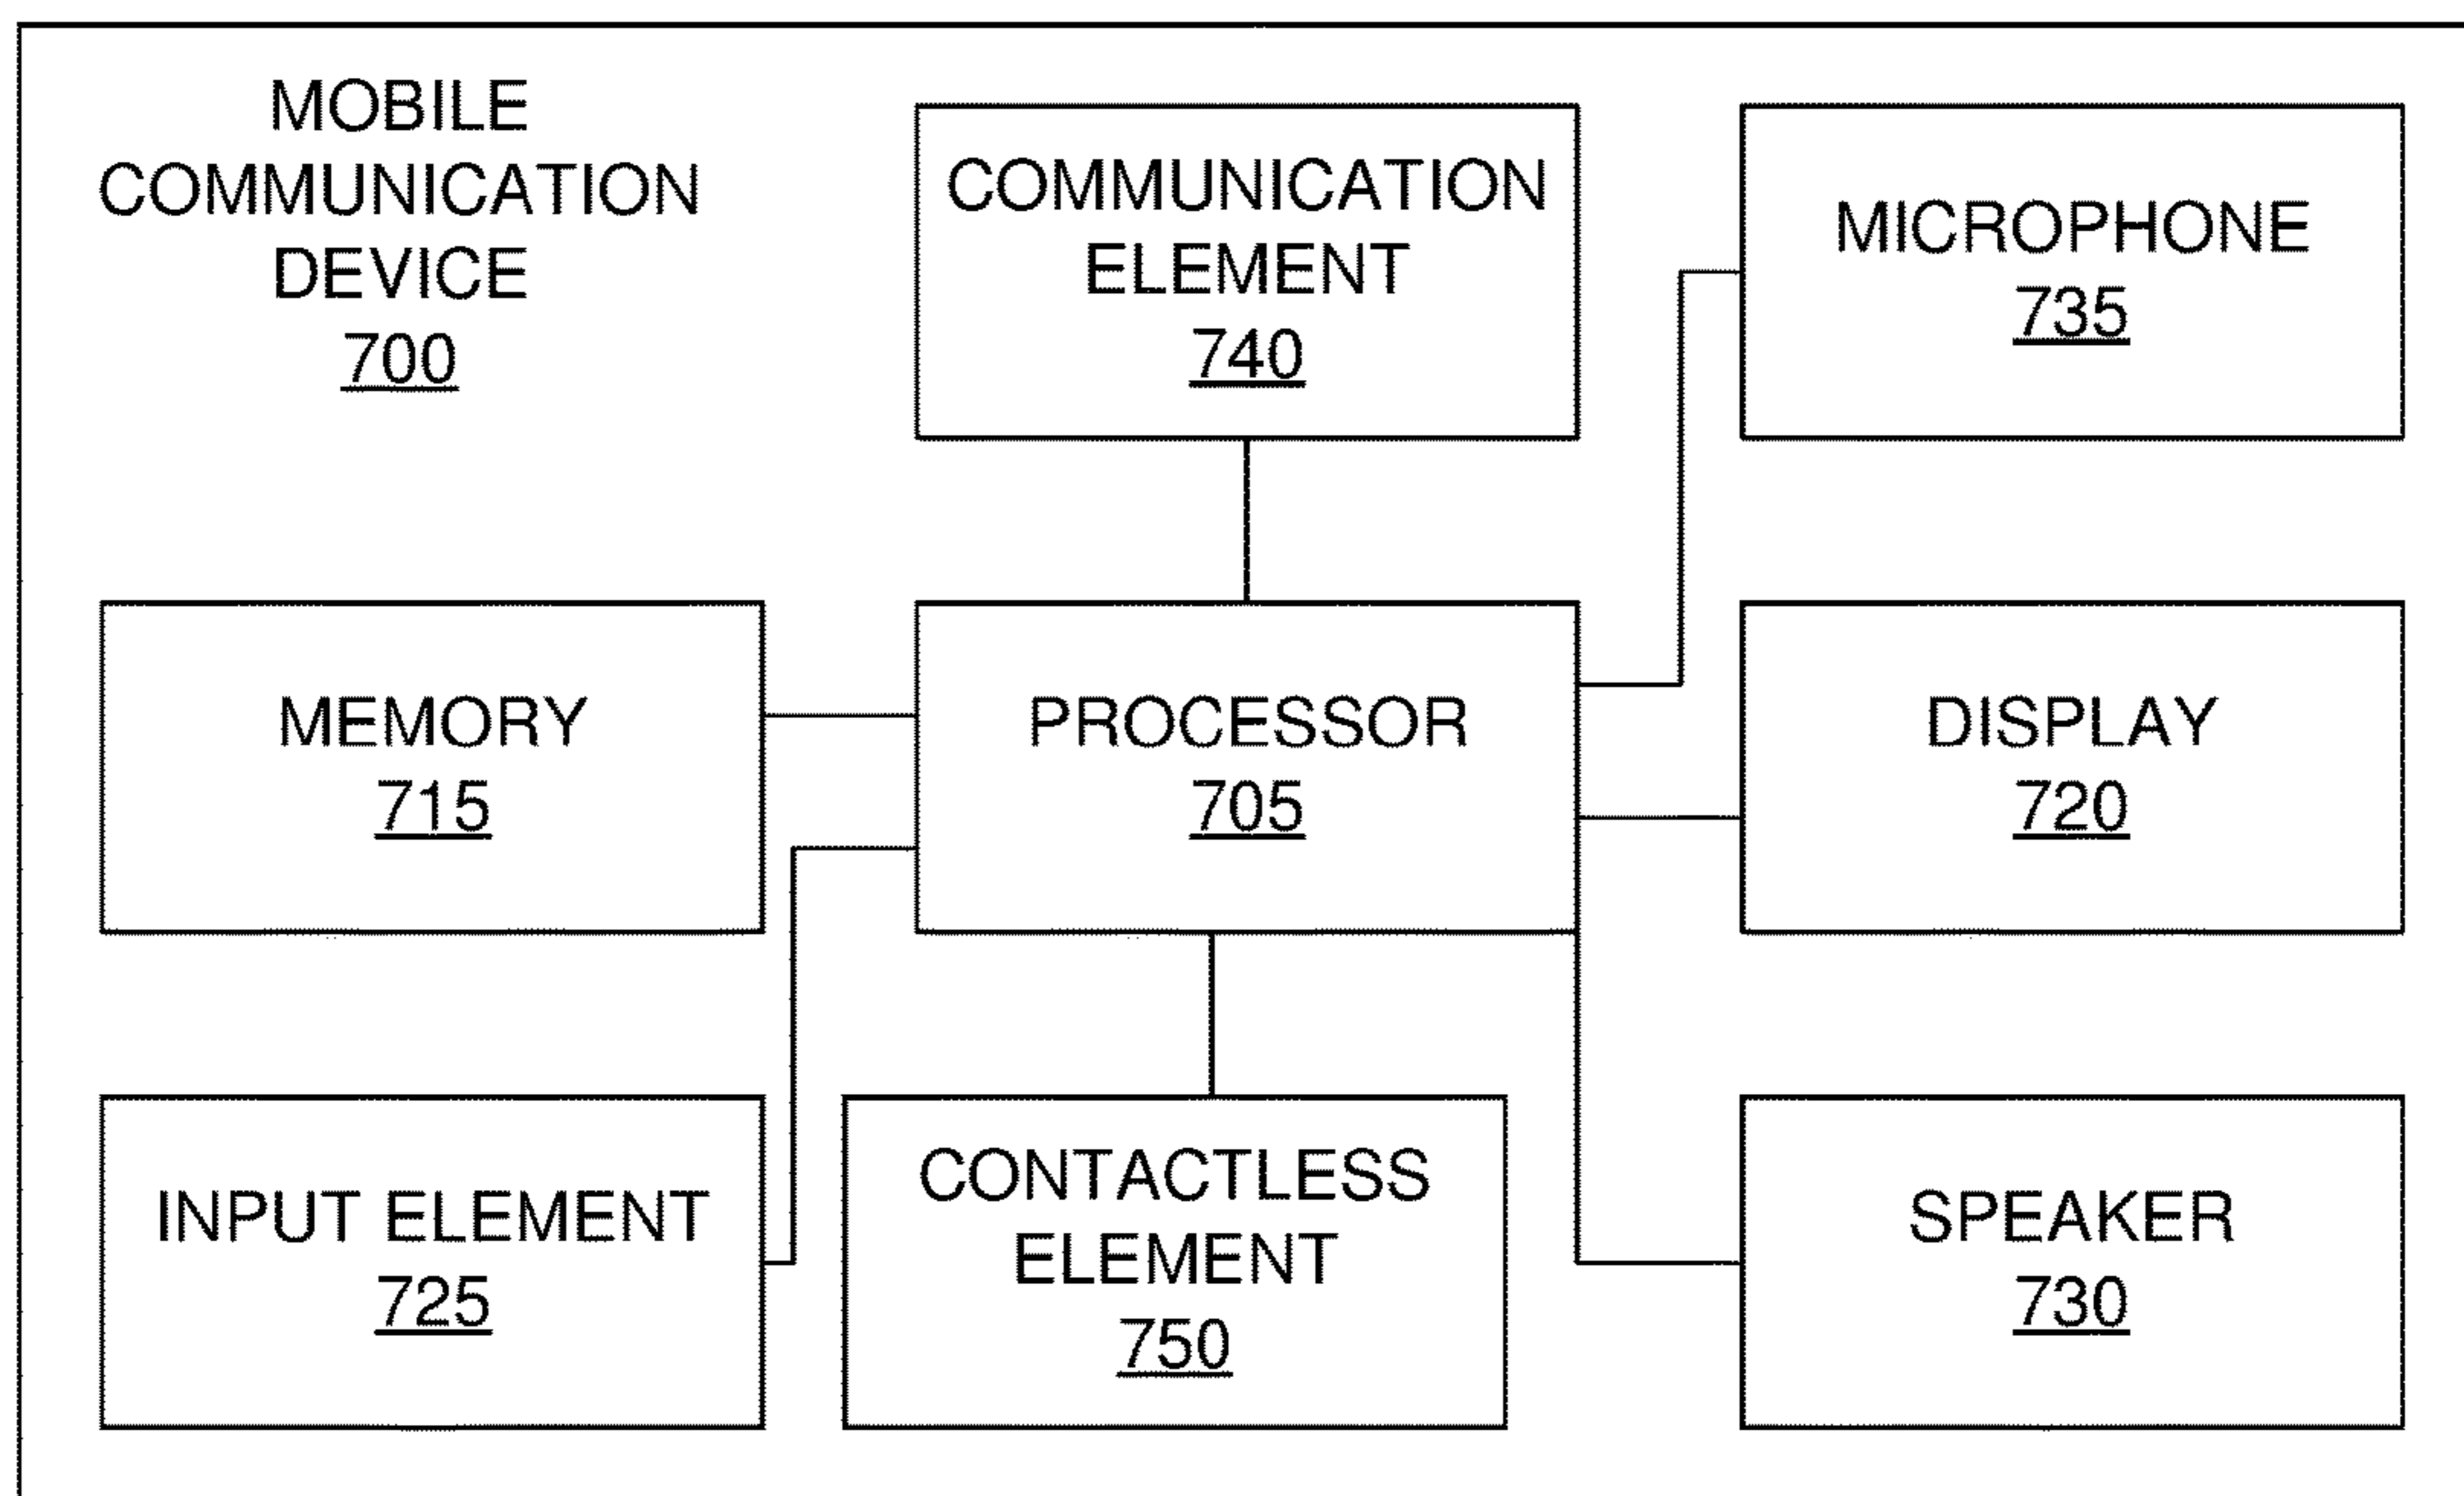 MOBILE
COMMUNICATION
DEVICE
700
COMMUNICATION
ELEMENT
740
MICROPHONE
735
MEMORY
715
PROCESSOR
705
DISPLAY
720
INPUT ELEMENT
725
CONTACTLESS
ELEMENT
750
SPEAKER
730